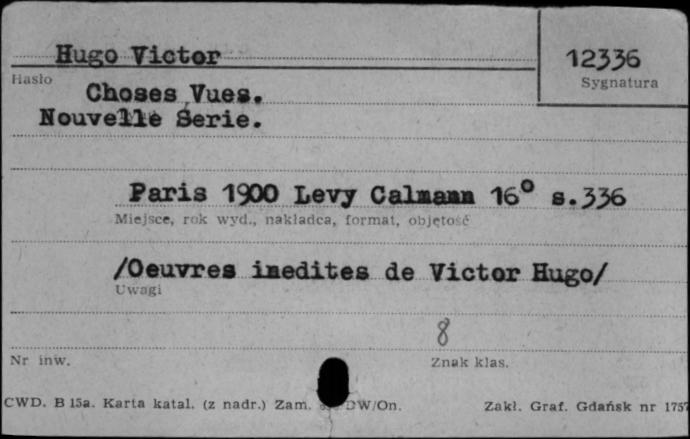 Hugo Victor
12336
Hasło
Sygnatura
Choses Vues.
Nouvelle Serie.
Paris 1900 Levy Calmann 16° s.336
Miejsce, rok wyd., nakładca, format, objętość
/Oeuvres inedites de Victor Hugo/
Uwagi
8
Nr inw.
Znak klas.
CWD. B 15a. Karta katal. (z nadr.) Zam. DW/On.
Zakł. Graf. Gdańsk nr 1757